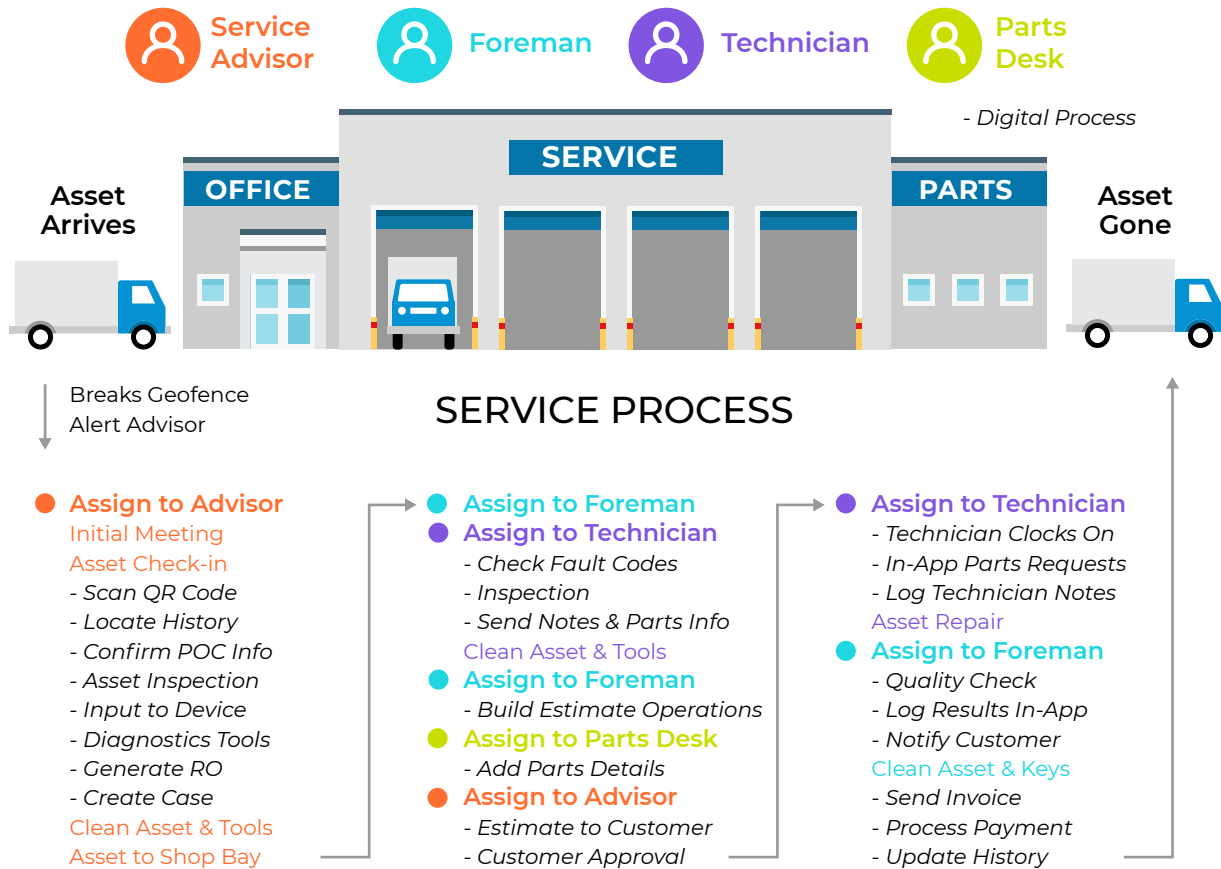 Service
Advisor
Foreman
Technician
Parts
Desk
- Digital Process
SERVICE
OFFICE
PARTS
Asset
Arrives
Asset
Gone
Breaks Geofence
Alert Advisor
SERVICE PROCESS
Assign to Advisor
Initial Meeting
Asset Check-in
- Scan QR Code
- Locate History
- Confirm POC Info
- Asset Inspection
- Input to Device
- Diagnostics Tools
- Generate RO
- Create Case
Clean Asset & Tools
Asset to Shop Bay
Assign to Foreman
Assign to Technician
- Check Fault Codes
- Inspection
- Send Notes & Parts Info
Clean Asset & Tools
Assign to Foreman
- Build Estimate Operations
Assign to Parts Desk
- Add Parts Details
Assign to Advisor
- Estimate to Customer
- Customer Approval
Assign to Technician
- Technician Clocks On
- In-App Parts Requests
- Log Technician Notes
Asset Repair
Assign to Foreman
- Quality Check
- Log Results In-App
- Notify Customer
Clean Asset & Keys
- Send Invoice
- Process Payment
- Update History